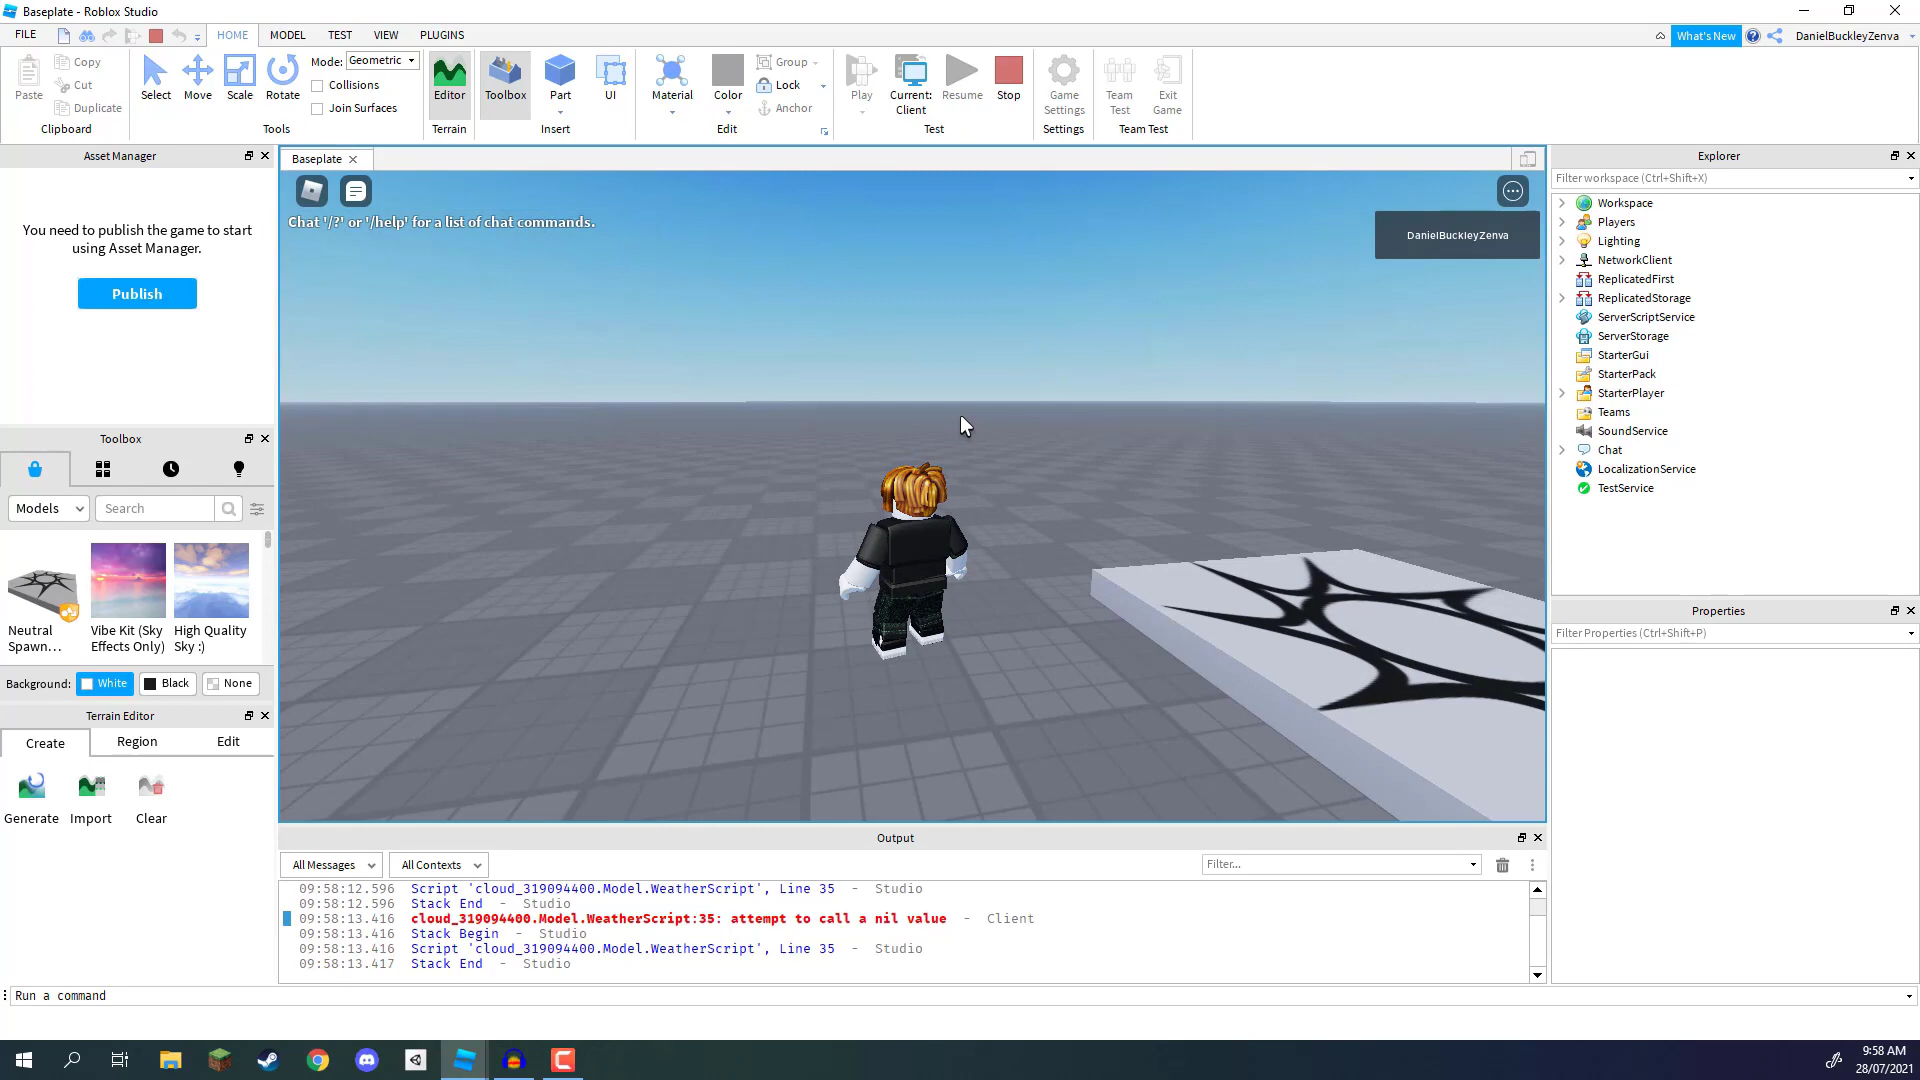 Baseplate - Roblox Studio
FILE
HOME
MODEL
TEST
VIEW
PLUGINS
What's New
DanielBuckleyZenva
Paste
Copy
Cut
Duplicate
Clipboard
Select
Move
Scale
Rotate
Mode: Geometric
Collisions
Join Surfaces
Tools
Editor
Terrain
Toolbox
Part
UI
Insert
Material
Color
Group
Lock
Anchor
Edit
Play
Current:
Client
Resume
Stop
Test
Game
Settings
Settings
Team
Test
Exit
Game
Team Test
Asset Manager
You need to publish the game to start
using Asset Manager.
Publish
Toolbox
Models
Search
Neutral
Spawn...
Vibe Kit (Sky
Effects Only)
High Quality
Sky :)
Background: White Black None
Terrain Editor
Create
Region
Edit
Generate
Import
Clear
Baseplate
Chat '/?' or '/help' for a list of chat commands.
DanielBuckleyZenva
Output
All Messages
All Contexts
Filter...
09:58:12.596 Script 'cloud_319094400.Model.WeatherScript', Line 35 - Studio
09:58:12.596 Stack End - Studio
09:58:13.416 cloud_319094400.Model.WeatherScript:35: attempt to call a nil value - Client
09:58:13.416 Stack Begin - Studio
09:58:13.416 Script 'cloud_319094400.Model.WeatherScript', Line 35 - Studio
09:58:13.417 Stack End - Studio
Run a command
Explorer
Filter workspace (Ctrl+Shift+X)
Workspace
Players
Lighting
NetworkClient
ReplicatedFirst
ReplicatedStorage
ServerScriptService
ServerStorage
StarterGui
StarterPack
StarterPlayer
Teams
SoundService
Chat
LocalizationService
TestService
Properties
Filter Properties (Ctrl+Shift+P)
9:58 AM
28/07/2021